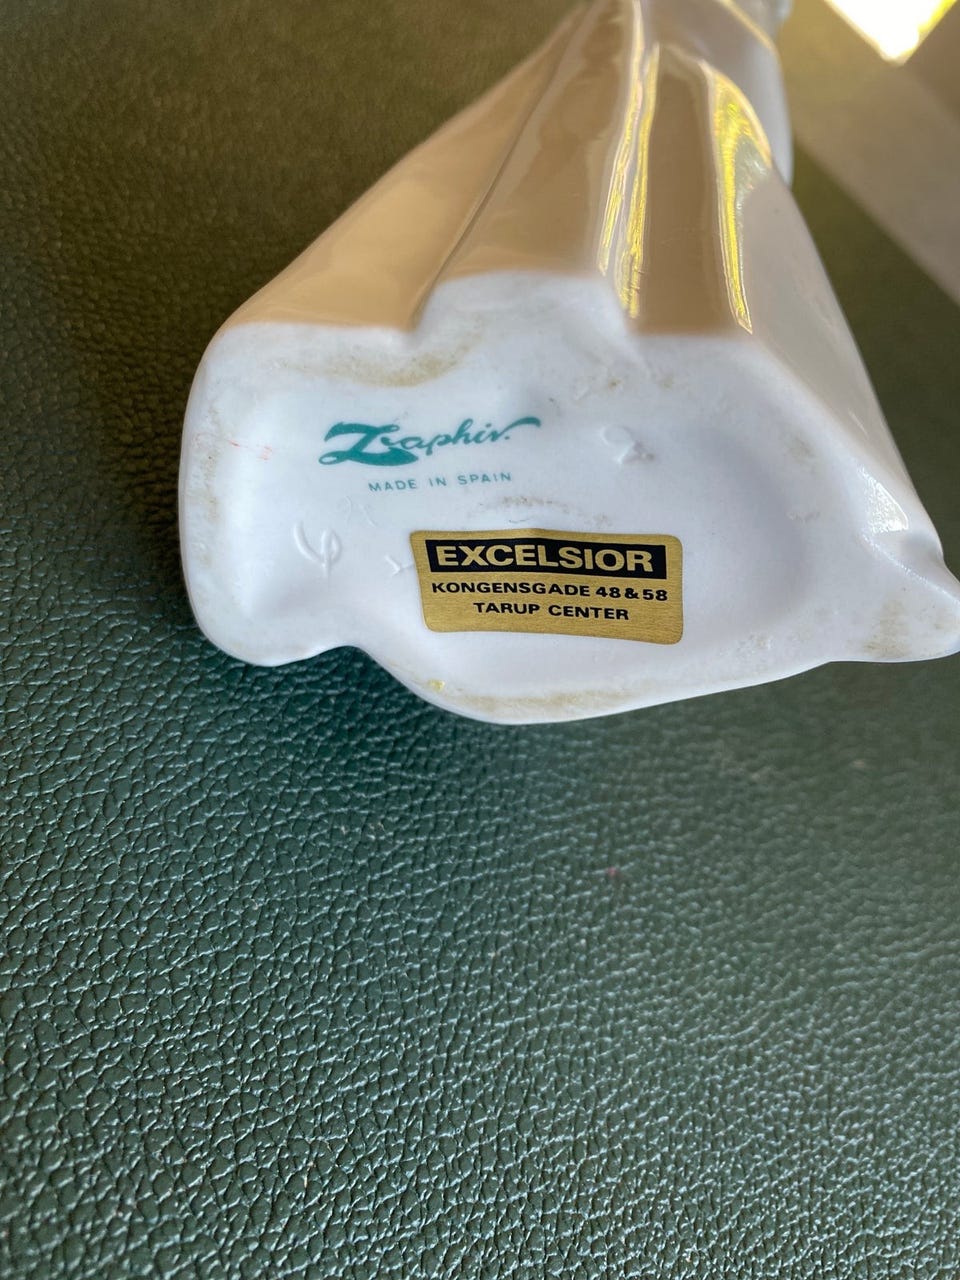 Zaphir.
MADE IN SPAIN
EXCELSIOR
KONGENSGADE 48 & 58
TARUP CENTER